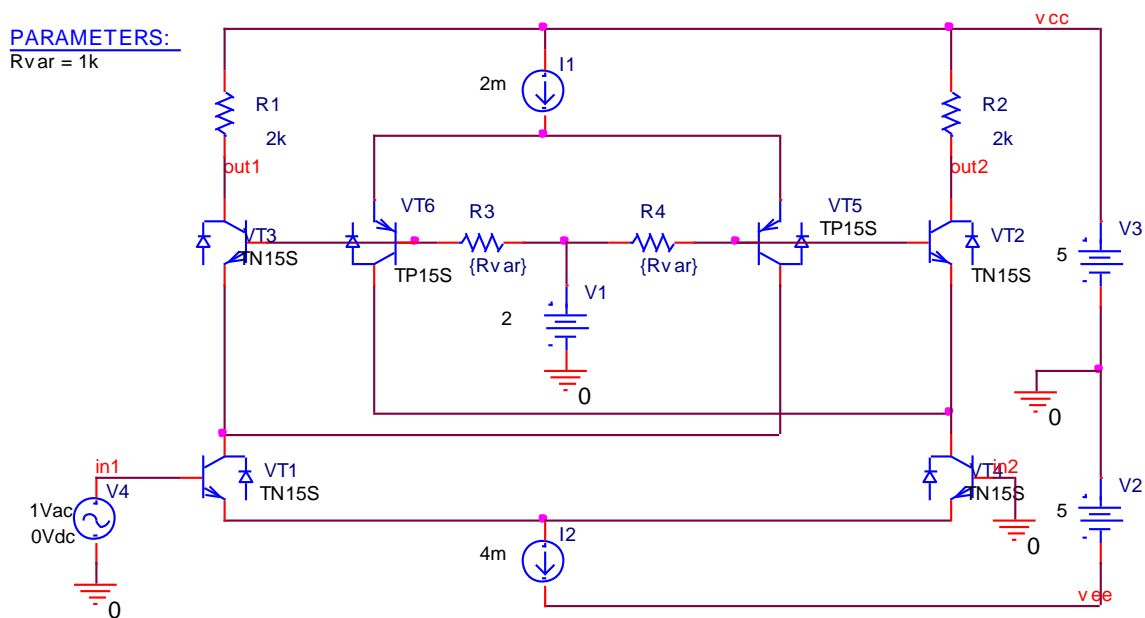 PARAMETERS:
Rvar = 1k
vcc
I1
2m
R1
2k
R2
2k
out1
out2
VT6
R3
R4
VT5
TP15S
VT3
TN15S
VT2
TN15S
V3
5
{Rvar}
{Rvar}
TP15S
V1
2
0
0
in1
V4
VT1
TN15S
VT4
in2
TN15S
V2
5
1Vac
0Vdc
I2
4m
0
0
vee